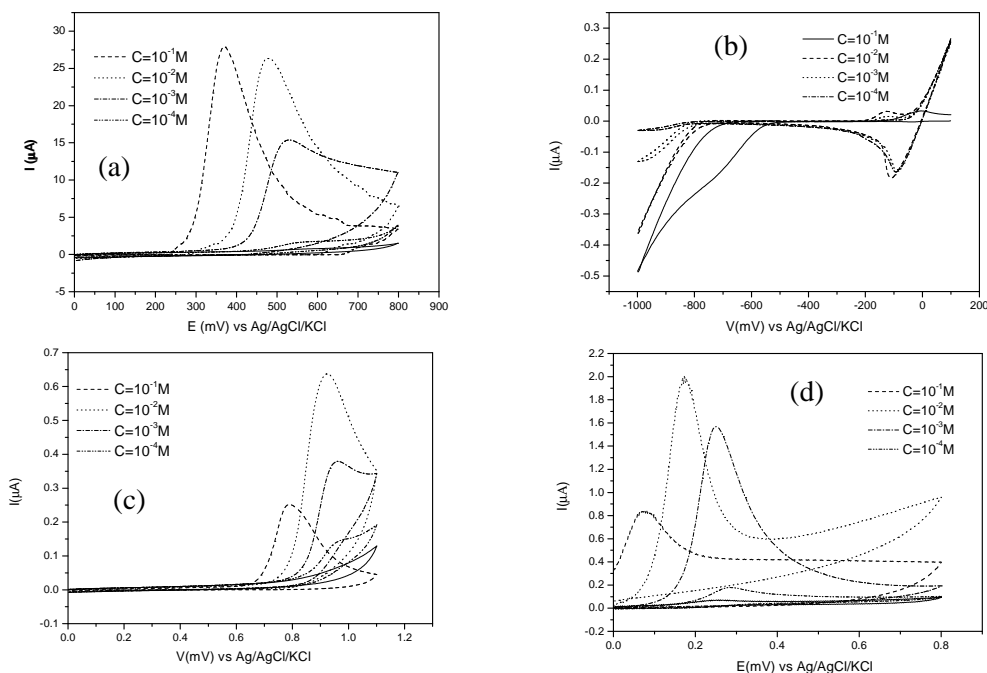 (a)
C=10⁻¹M
C=10⁻²M
C=10⁻³M
C=10⁻⁴M
I (µA)
30
25
20
15
10
5
0
-5
0 100 200 300 400 500 600 700 800 900
E (mV) vs Ag/AgCl/KCl
(b)
C=10⁻¹M
C=10⁻²M
C=10⁻³M
C=10⁻⁴M
I(µA)
0.3
0.2
0.1
0.0
-0.1
-0.2
-0.3
-0.4
-0.5
-1000 -800 -600 -400 -200 0
V(mV) vs Ag/AgCl/KCl
(c)
C=10⁻¹M
C=10⁻²M
C=10⁻³M
C=10⁻⁴M
I(µA)
0.7
0.6
0.5
0.4
0.3
0.2
0.1
0.0
-0.1
0.0 0.2 0.4 0.6 0.8 1.0 1.2
V(mV) vs Ag/AgCl/KCl
(d)
C=10⁻¹M
C=10⁻²M
C=10⁻³M
C=10⁻⁴M
I(µA)
2.2
2.0
1.8
1.6
1.4
1.2
1.0
0.8
0.6
0.4
0.2
0.0
-0.2
0.0 0.2 0.4 0.6 0.8
E(mV) vs Ag/AgCl/KCl